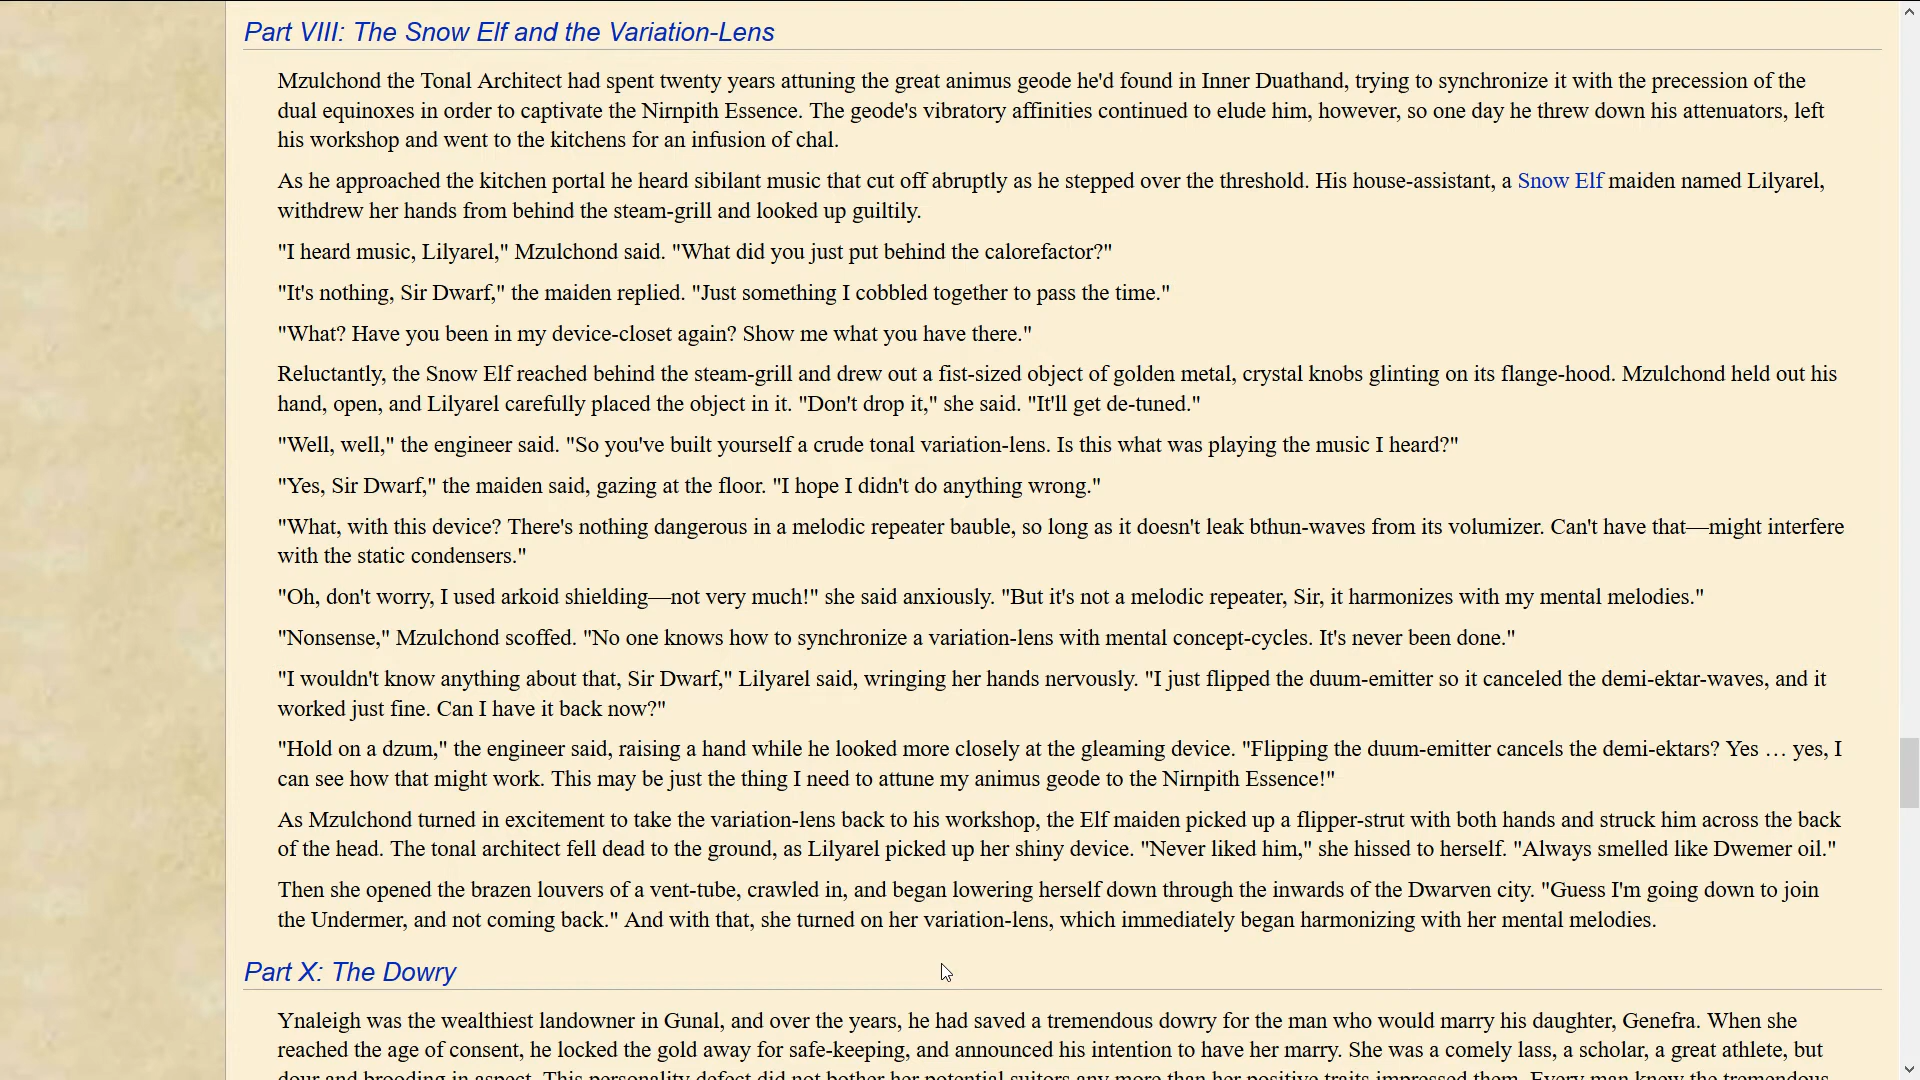 Part VIII: The Snow Elf and the Variation-Lens
Mzulchond the Tonal Architect had spent twenty years attuning the great animus geode he'd found in Inner Duathand, trying to synchronize it with the precession of the
dual equinoxes in order to captivate the Nirnpith Essence. The geode's vibratory affinities continued to elude him, however, so one day he threw down his attenuators, left
his workshop and went to the kitchens for an infusion of chal.
As he approached the kitchen portal he heard sibilant music that cut off abruptly as he stepped over the threshold. His house-assistant, a Snow Elf maiden named Lilyarel,
withdrew her hands from behind the steam-grill and looked up guiltily.
"I heard music, Lilyarel," Mzulchond said. "What did you just put behind the calorefactor?"
"It's nothing, Sir Dwarf," the maiden replied. "Just something I cobbled together to pass the time."
"What? Have you been in my device-closet again? Show me what you have there."
Reluctantly, the Snow Elf reached behind the steam-grill and drew out a fist-sized object of golden metal, crystal knobs glinting on its flange-hood. Mzulchond held out his
hand, open, and Lilyarel carefully placed the object in it. "Don't drop it," she said. "It'll get de-tuned."
"Well, well," the engineer said. "So you've built yourself a crude tonal variation-lens. Is this what was playing the music I heard?"
"Yes, Sir Dwarf," the maiden said, gazing at the floor. "I hope I didn't do anything wrong."
"What, with this device? There's nothing dangerous in a melodic repeater bauble, so long as it doesn't leak bthun-waves from its volumizer. Can't have that—might interfere
with the static condensers."
"Oh, don't worry, I used arkoid shielding—not very much!" she said anxiously. "But it's not a melodic repeater, Sir, it harmonizes with my mental melodies."
"Nonsense," Mzulchond scoffed. "No one knows how to synchronize a variation-lens with mental concept-cycles. It's never been done."
"I wouldn't know anything about that, Sir Dwarf," Lilyarel said, wringing her hands nervously. "I just flipped the duum-emitter so it canceled the demi-ektar-waves, and it
worked just fine. Can I have it back now?"
"Hold on a dzum," the engineer said, raising a hand while he looked more closely at the gleaming device. "Flipping the duum-emitter cancels the demi-ektars? Yes … yes, I
can see how that might work. This may be just the thing I need to attune my animus geode to the Nirnpith Essence!"
As Mzulchond turned in excitement to take the variation-lens back to his workshop, the Elf maiden picked up a flipper-strut with both hands and struck him across the back
of the head. The tonal architect fell dead to the ground, as Lilyarel picked up her shiny device. "Never liked him," she hissed to herself. "Always smelled like Dwemer oil."
Then she opened the brazen louvers of a vent-tube, crawled in, and began lowering herself down through the inwards of the Dwarven city. "Guess I'm going down to join
the Undermer, and not coming back." And with that, she turned on her variation-lens, which immediately began harmonizing with her mental melodies.
Part X: The Dowry
Ynaleigh was the wealthiest landowner in Gunal, and over the years, he had saved a tremendous dowry for the man who would marry his daughter, Genefra. When she
reached the age of consent, he locked the gold away for safe-keeping, and announced his intention to have her marry. She was a comely lass, a scholar, a great athlete, but
dour and brooding in aspect. This personality defect did not bother her potential suitors any more than her positive traits impressed them. Every man knew the tremendous